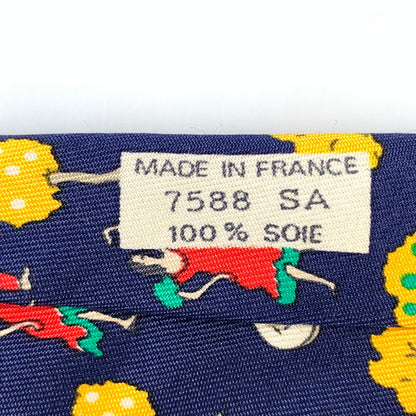 MADE IN FRANCE
7588 SA
100% SOIE